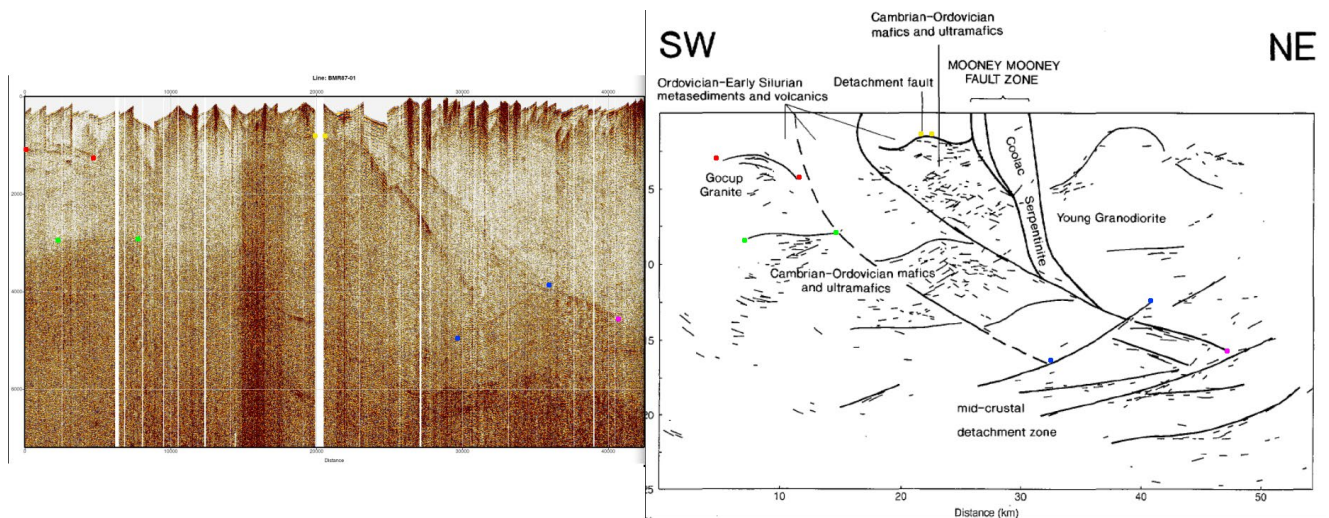 Line: BMR87-01
0
10000
20000
30000
40000
0
2000
4000
Distance
SW
NE
Cambrian-Ordovician
mafics and ultramafics
MOONEY MOONEY
FAULT ZONE
Ordovician-Early Silurian
metasediments and volcanics
Detachment fault
Gocup
Granite
Coolac
Serpentinite
Young Granodiorite
Cambrian-Ordovician mafics
and ultramafics
mid-crustal
detachment zone
5
10
15
20
25
10
20
30
40
50
Distance (km)